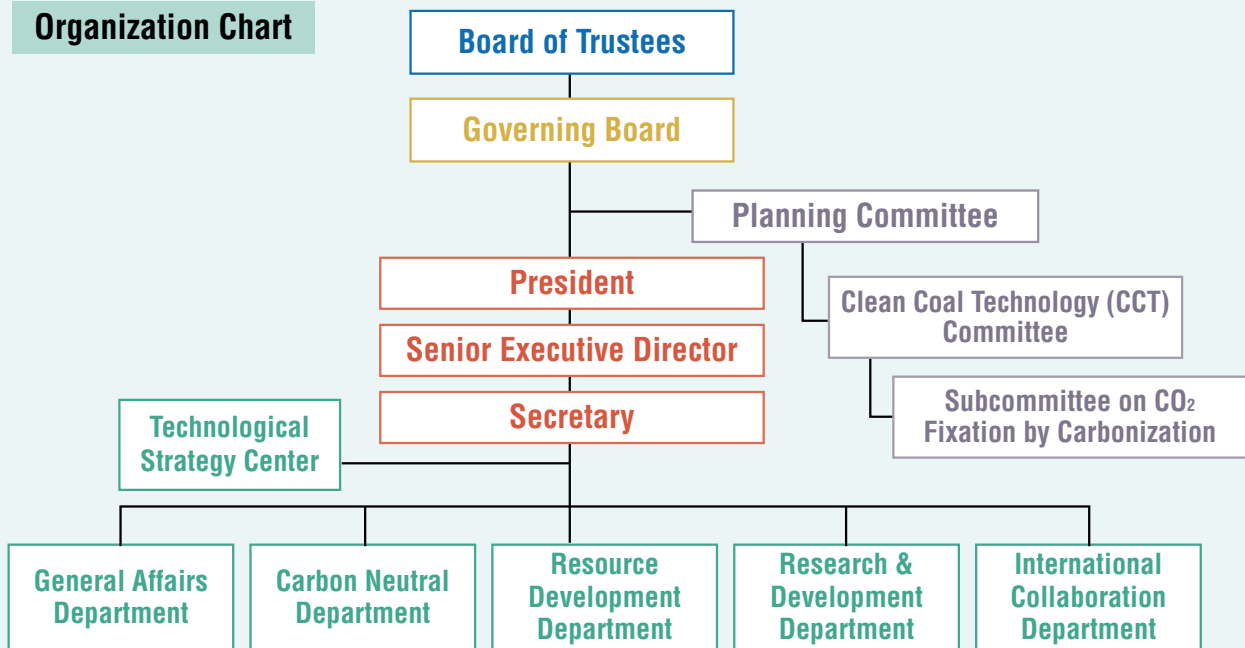 Organization Chart
Board of Trustees
Governing Board
Planning Committee
President
Clean Coal Technology (CCT)
Committee
Senior Executive Director
Secretary
Subcommittee on CO₂
Fixation by Carbonization
Technological
Strategy Center
General Affairs
Department
Carbon Neutral
Department
Resource
Development
Department
Research &
Development
Department
International
Collaboration
Department